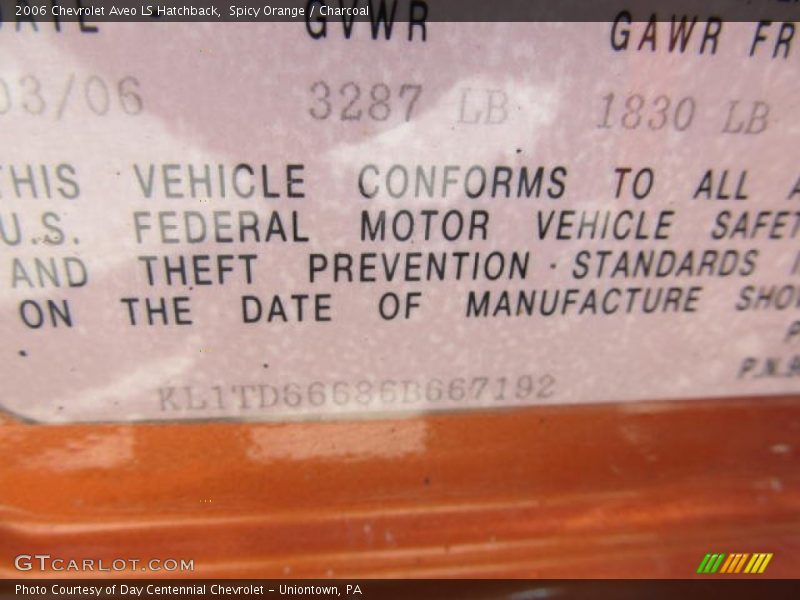 2006 Chevrolet Aveo LS Hatchback, Spicy Orange / Charcoal
GVWR GAWR FR
03/06 3287 LB 1830 LB
THIS VEHICLE CONFORMS TO ALL A
U.S. FEDERAL MOTOR VEHICLE SAFET
AND THEFT PREVENTION STANDARDS
ON THE DATE OF MANUFACTURE SHO
P.N.9
KL1TD66686B667192
GTCARLOT.COM
Photo Courtesy of Day Centennial Chevrolet - Uniontown, PA